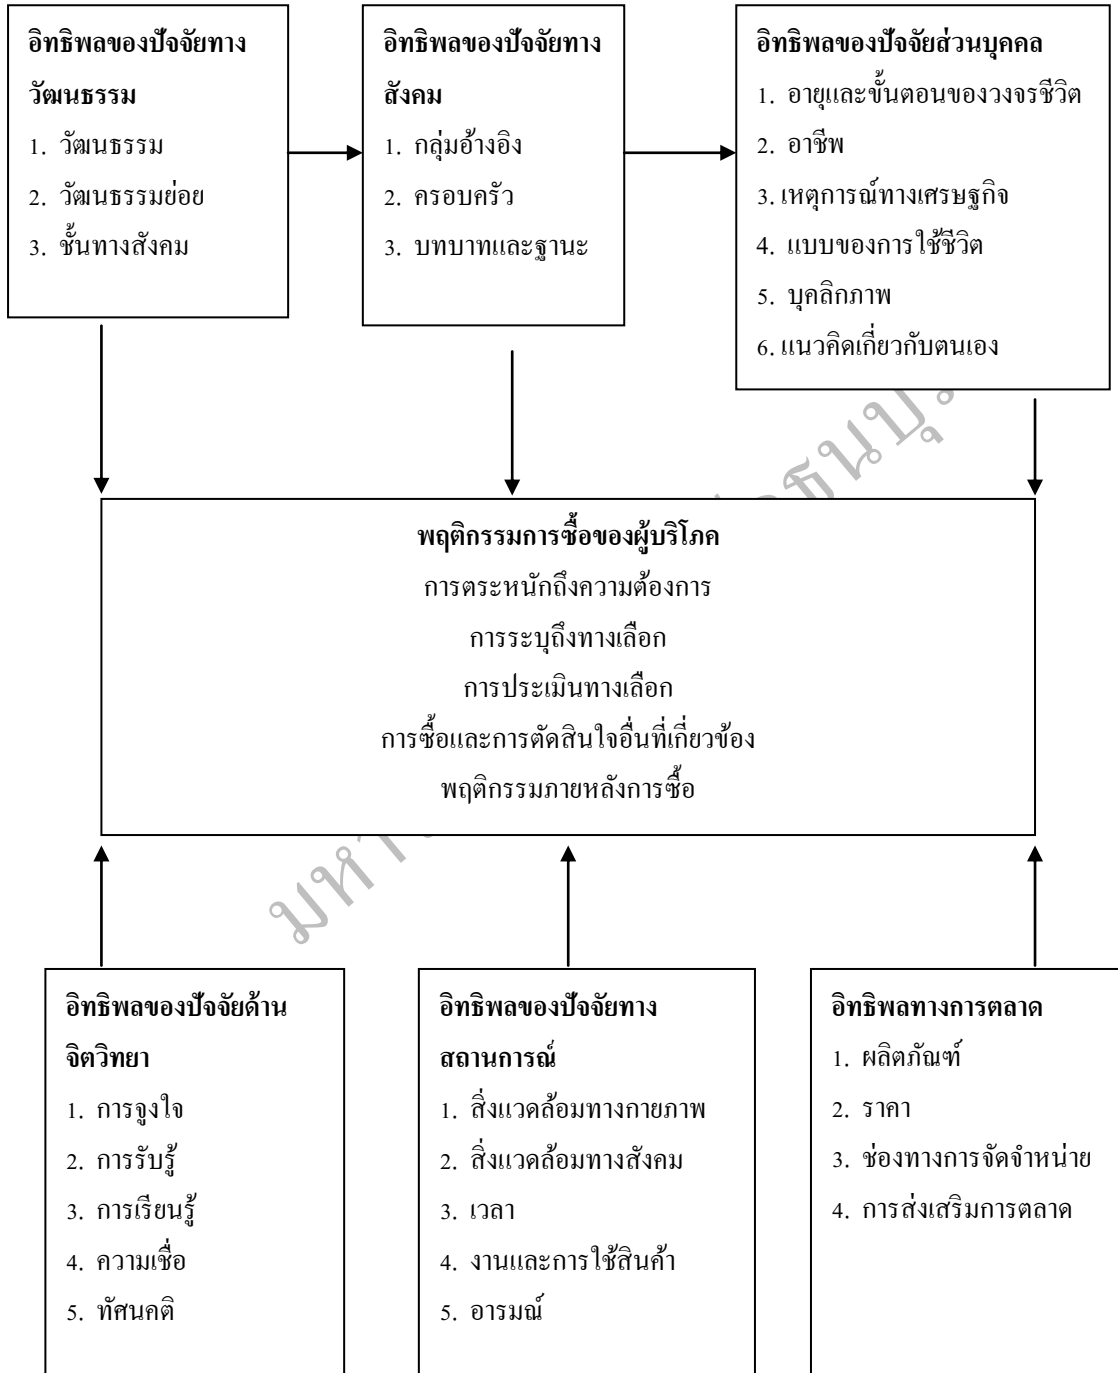 อิทธิพลของปัจจัยทาง
วัฒนธรรม
1. วัฒนธรรม
2. วัฒนธรรมย่อย
3. ชั้นทางสังคม
อิทธิพลของปัจจัยทาง
สังคม
1. กลุ่มอ้างอิง
2. ครอบครัว
3. บทบาทและฐานะ
อิทธิพลของปัจจัยส่วนบุคคล
1. อายุและขั้นตอนของวงจรชีวิต
2. อาชีพ
3. เหตุการณ์ทางเศรษฐกิจ
4. แบบของการใช้ชีวิต
5. บุคลิกภาพ
6. แนวคิดเกี่ยวกับตนเอง
พฤติกรรมการซื้อของผู้บริโภค
การตระหนักถึงความต้องการ
การระบุถึงทางเลือก
การประเมินทางเลือก
การซื้อและการตัดสินใจอื่นที่เกี่ยวข้อง
พฤติกรรมภายหลังการซื้อ
อิทธิพลของปัจจัยด้าน
จิตวิทยา
1. การจูงใจ
2. การรับรู้
3. การเรียนรู้
4. ความเชื่อ
5. ทัศนคติ
อิทธิพลของปัจจัยทาง
สถานการณ์
1. สิ่งแวดล้อมทางกายภาพ
2. สิ่งแวดล้อมทางสังคม
3. เวลา
4. งานและการใช้สินค้า
5. อารมณ์
อิทธิพลทางการตลาด
1. ผลิตภัณฑ์
2. ราคา
3. ช่องทางการจัดจำหน่าย
4. การส่งเสริมการตลาด